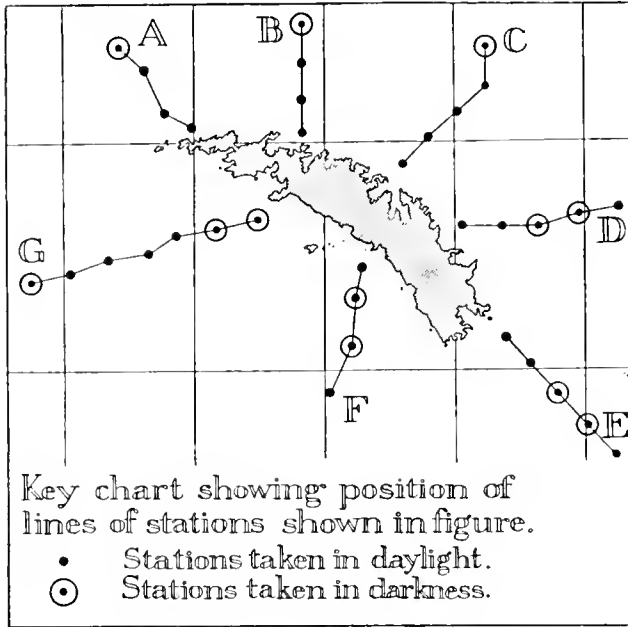 A
B
C
G
D
F
E
Key chart showing position of
lines of stations shown in figure.
Stations taken in daylight.
Stations taken in darkness.